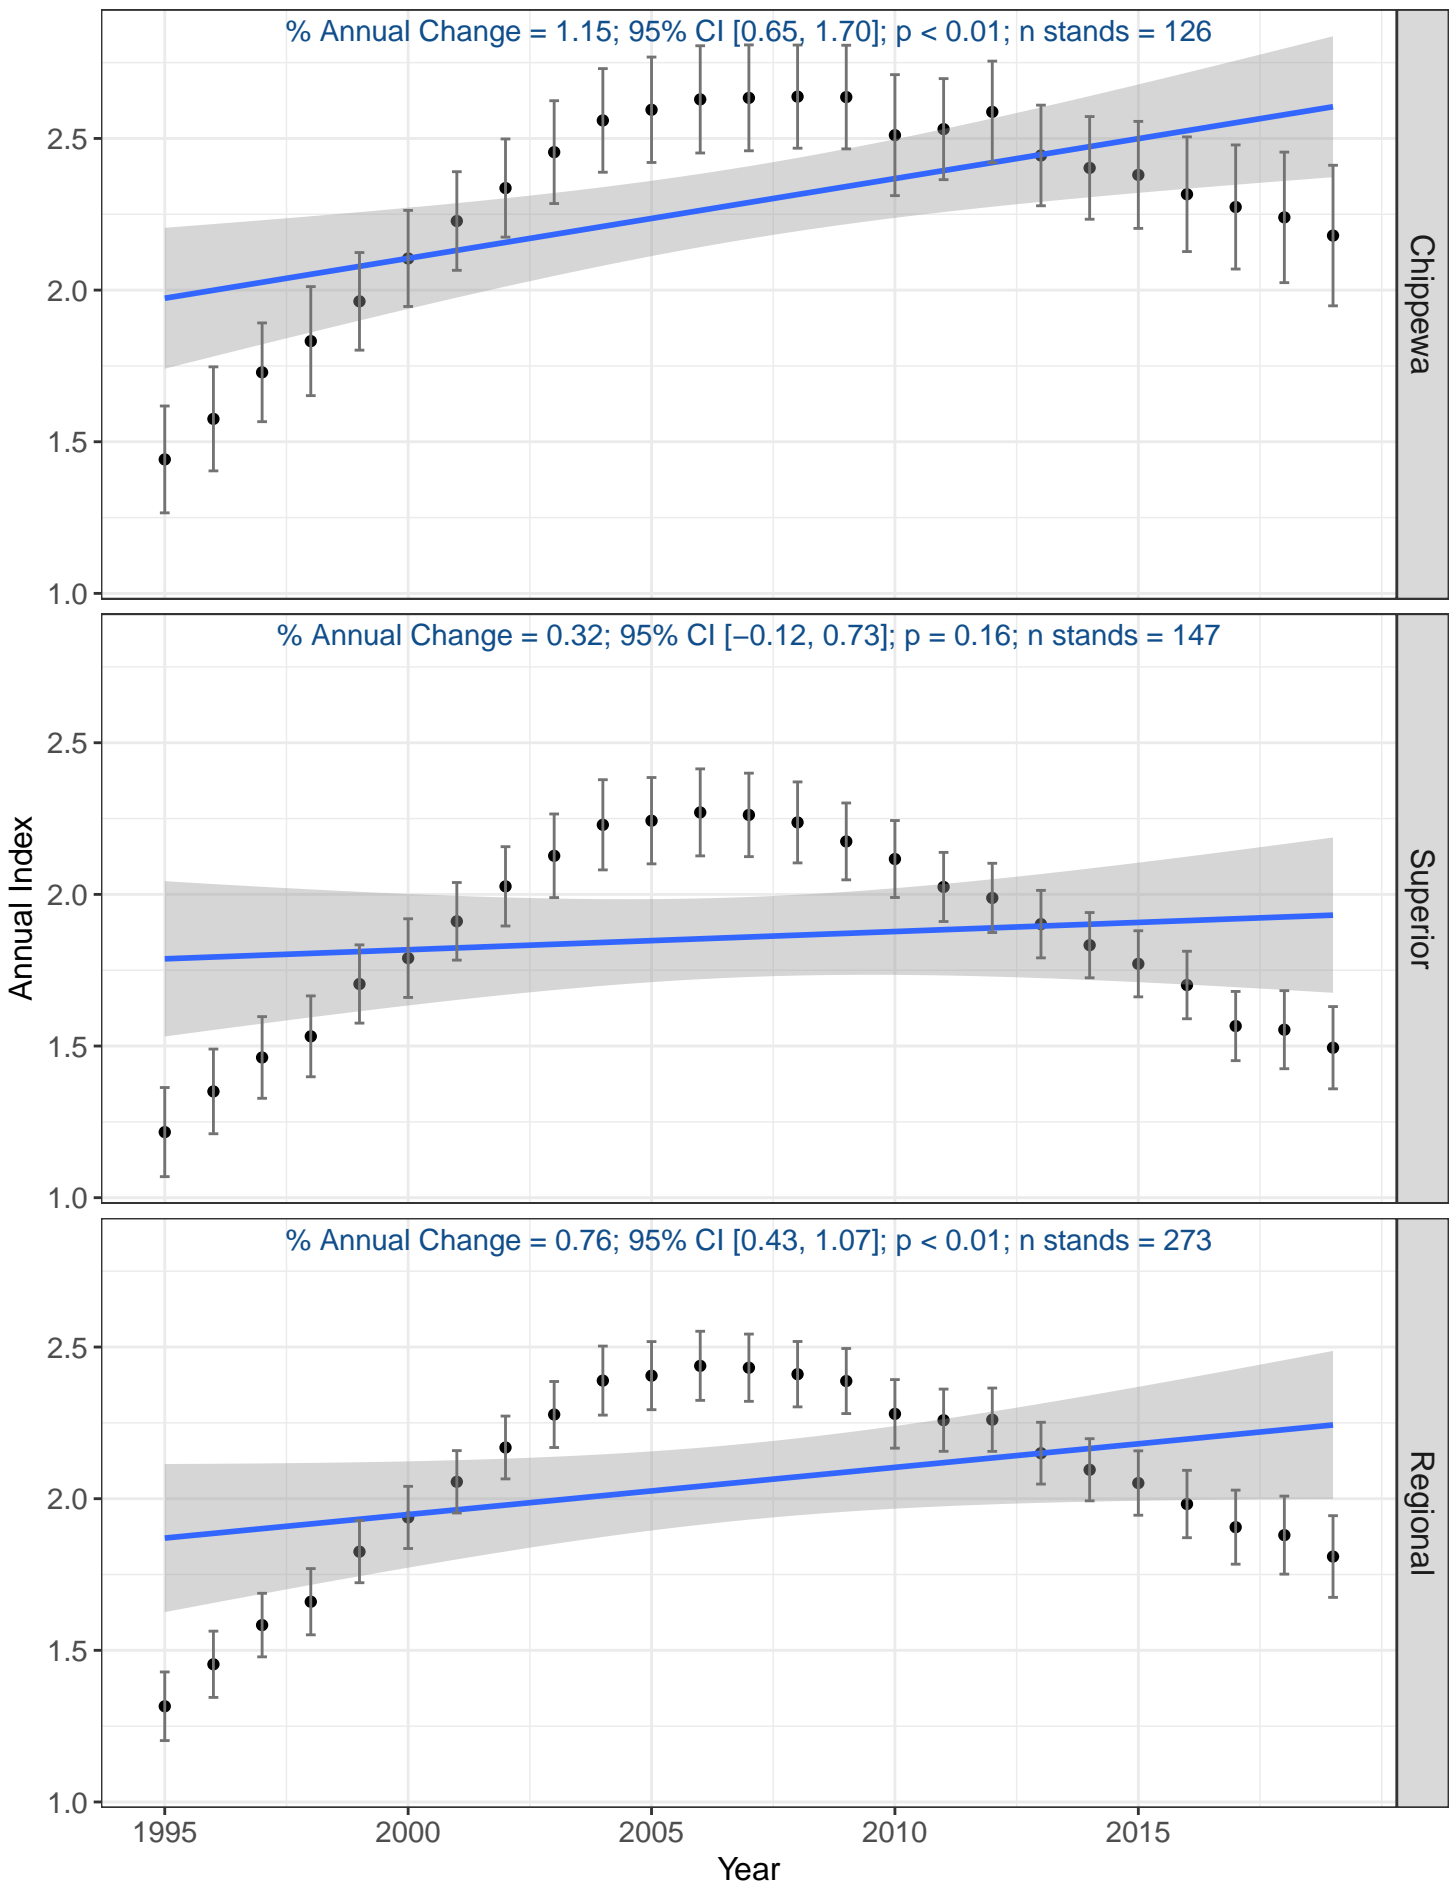 % Annual Change = 1.15; 95% CI [0.65, 1.70]; p < 0.01; n stands = 126
2.5
2.0
1.5
1.0
Chippewa
% Annual Change = 0.32; 95% CI [−0.12, 0.73]; p = 0.16; n stands = 147
2.5
2.0
1.5
1.0
Superior
Annual Index
% Annual Change = 0.76; 95% CI [0.43, 1.07]; p < 0.01; n stands = 273
2.5
2.0
1.5
1.0
Regional
1995 2000 2005 2010 2015
Year